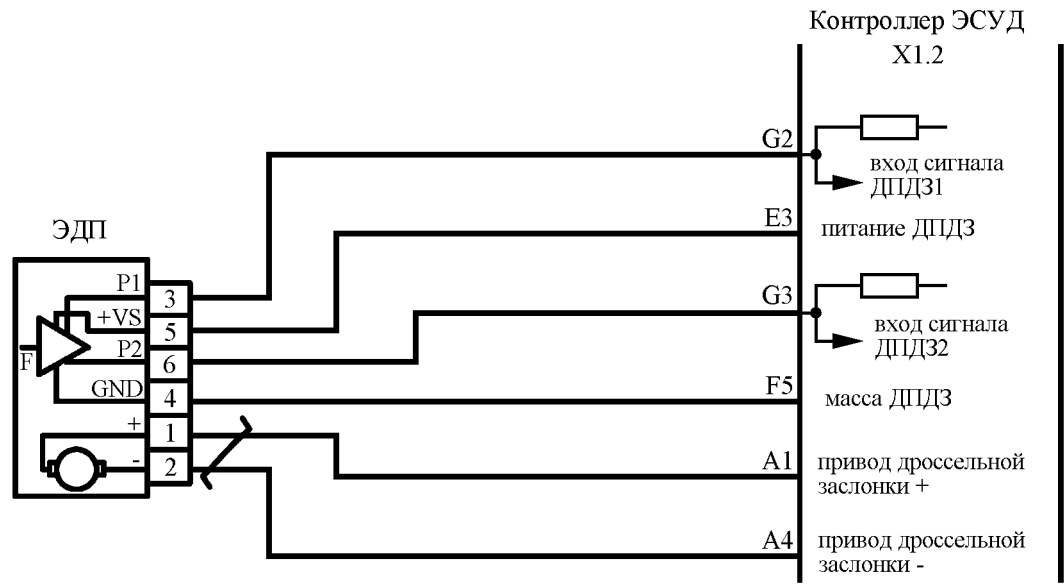 Контроллер ЭСУД
X1.2
G2
вход сигнала
ДПДЗ1
E3
питание ДПДЗ
ЭДП
P1
3
G3
+VS
5
вход сигнала
ДПДЗ2
P2
6
F
GND
4
F5
масса ДПДЗ
+
1
-
2
A1
привод дроссельной
заслонки +
A4
привод дроссельной
заслонки -